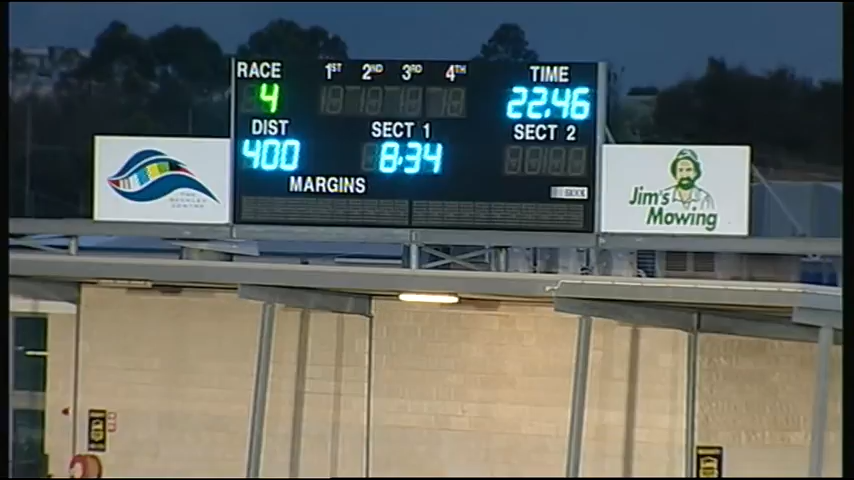 RACE 1ST 2ND 3RD 4TH TIME
4 22.46
DIST SECT 1 SECT 2
400 8.34
MARGINS
Jim's
Mowing